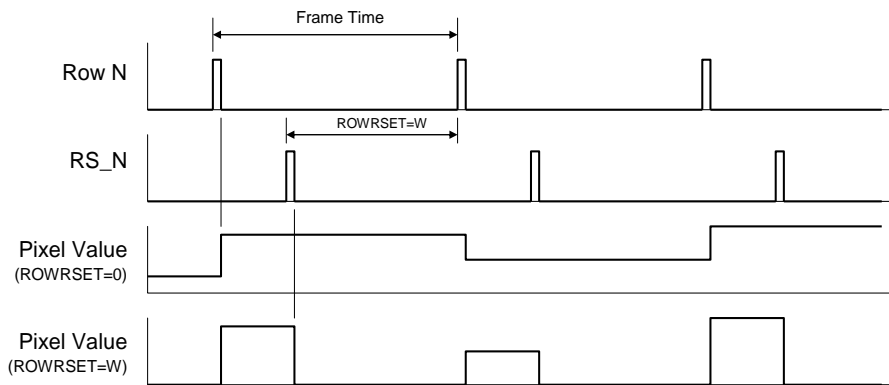 Frame Time
Row N
ROWRSET=W
RS_N
Pixel Value
(ROWRSET=0)
Pixel Value
(ROWRSET=W)